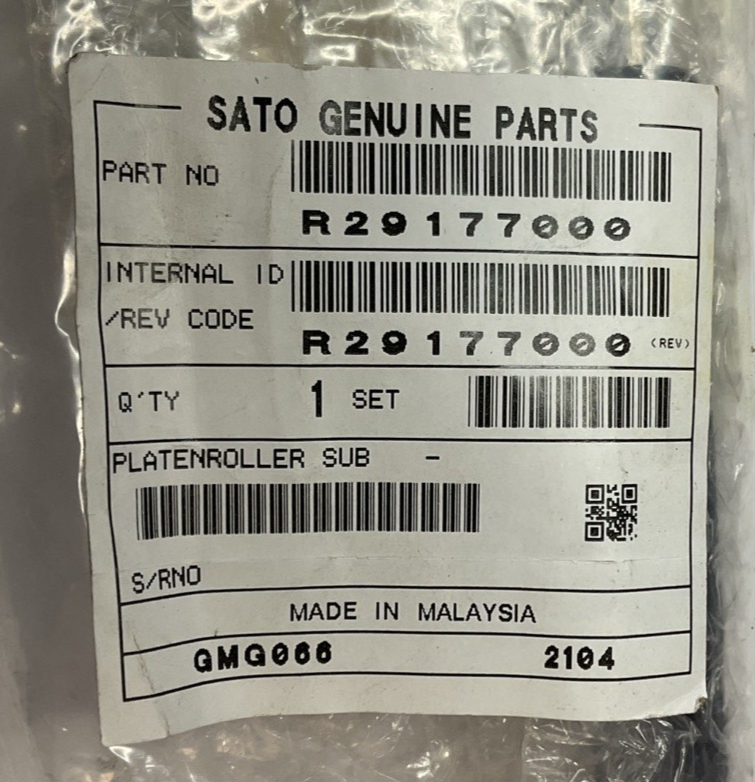 SATO GENUINE PARTS
PART NO
R29177000
INTERNAL ID
/REV CODE
R29177000 (REV)
Q'TY 1 SET
PLATENROLLER SUB -
S/RNO
MADE IN MALAYSIA
QMG066 2104